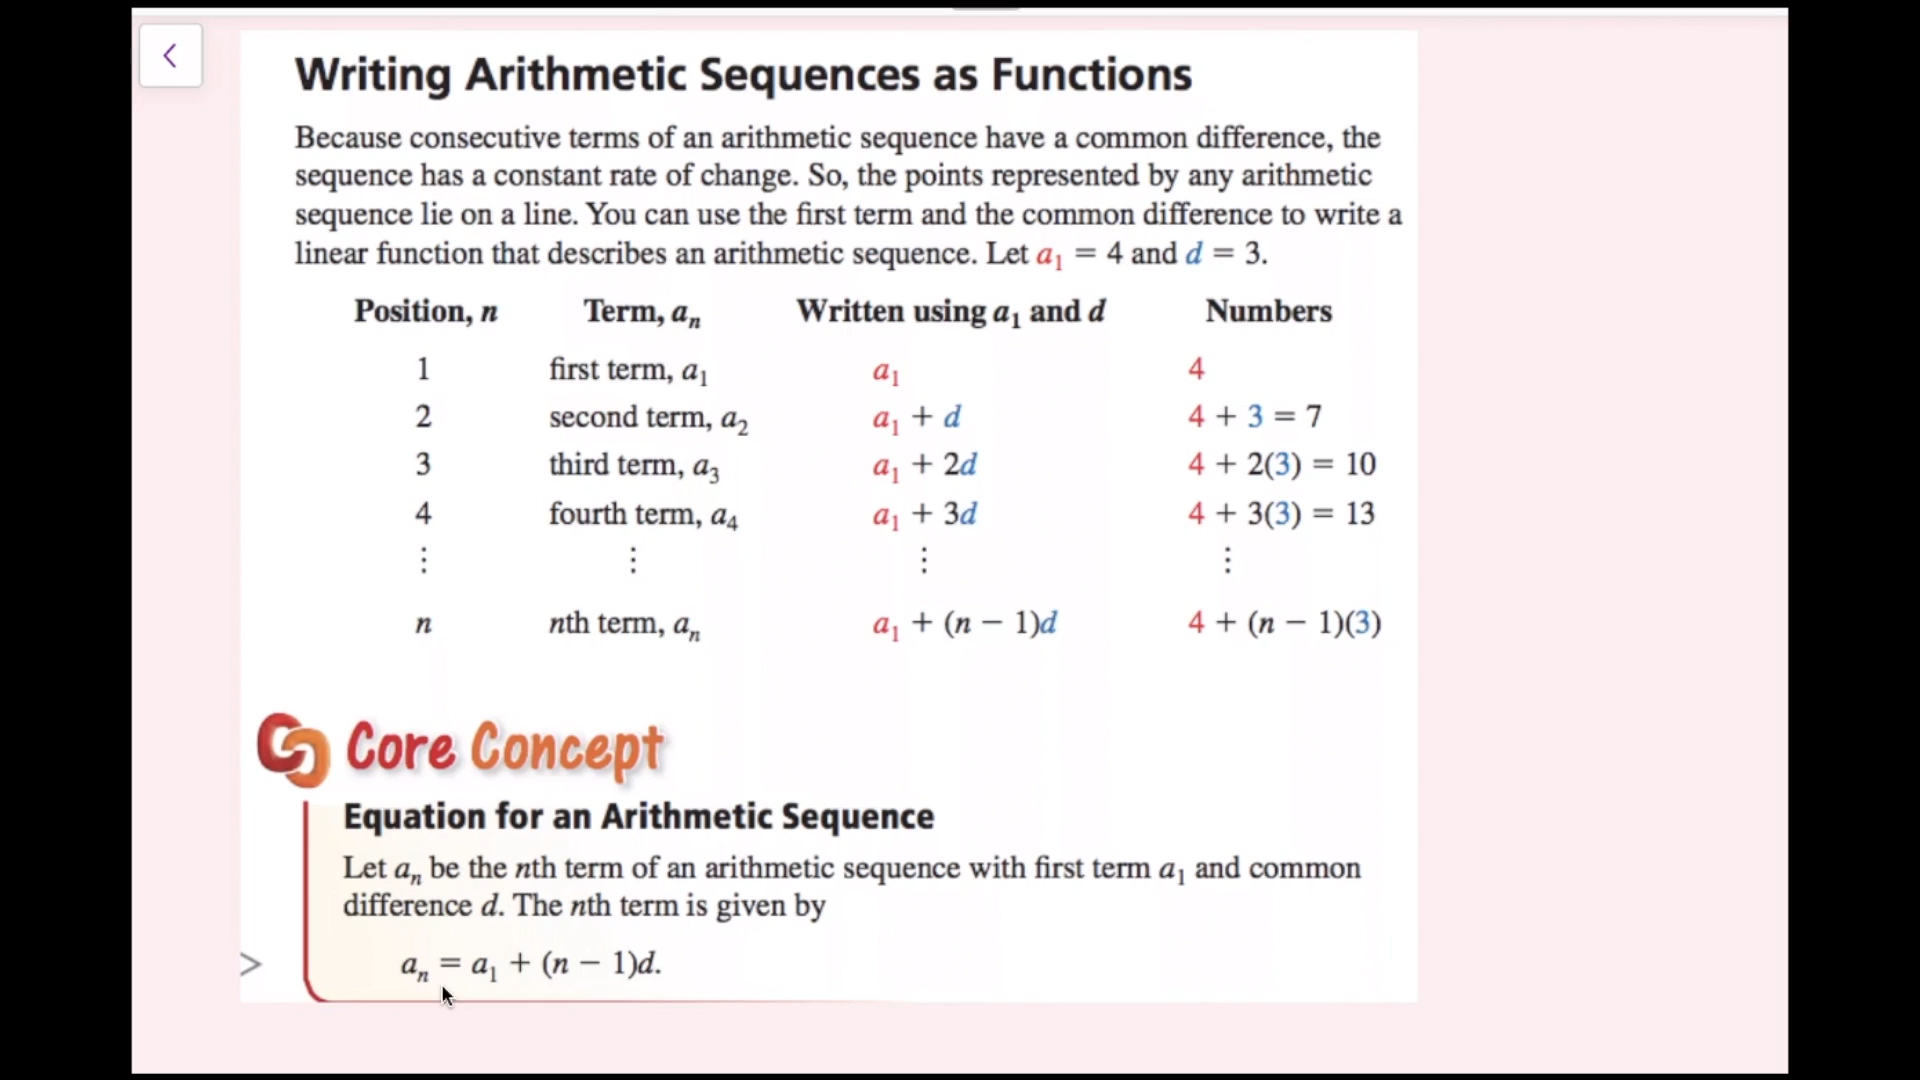 Writing Arithmetic Sequences as Functions
Because consecutive terms of an arithmetic sequence have a common difference, the
sequence has a constant rate of change. So, the points represented by any arithmetic
sequence lie on a line. You can use the first term and the common difference to write a
linear function that describes an arithmetic sequence. Let a₁ = 4 and d = 3.
Position, n Term, aₙ Written using a₁ and d Numbers
1 first term, a₁ a₁ 4
2 second term, a₂ a₁ + d 4 + 3 = 7
3 third term, a₃ a₁ + 2d 4 + 2(3) = 10
4 fourth term, a₄ a₁ + 3d 4 + 3(3) = 13
⋮ ⋮ ⋮ ⋮
n nth term, aₙ a₁ + (n − 1)d 4 + (n − 1)(3)
Core Concept
Equation for an Arithmetic Sequence
Let aₙ be the nth term of an arithmetic sequence with first term a₁ and common
difference d. The nth term is given by
aₙ = a₁ + (n − 1)d.